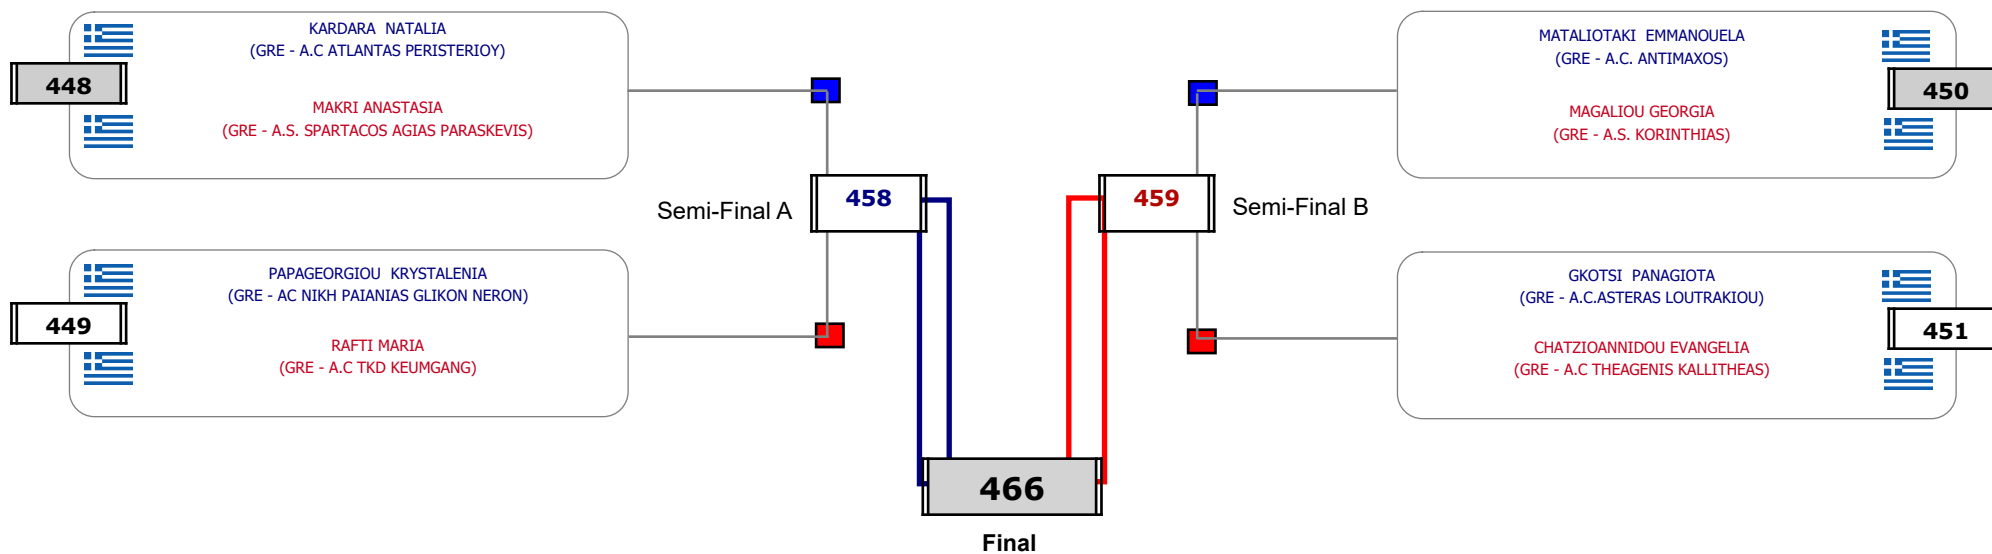 KARDARA  NATALIA
(GRE - A.C ATLANTAS PERISTERIOY)
448
MAKRI ANASTASIA
(GRE - A.S. SPARTACOS AGIAS PARASKEVIS)
MATALIOTAKI  EMMANOUELA
(GRE - A.C. ANTIMAXOS)
450
MAGALIOU GEORGIA
(GRE - A.S. KORINTHIAS)
Semi-Final A
458
459
Semi-Final B
PAPAGEORGIOU  KRYSTALENIA
(GRE - AC NIKH PAIANIAS GLIKON NERON)
449
RAFTI MARIA
(GRE - A.C TKD KEUMGANG)
GKOTSI  PANAGIOTA
(GRE - A.C.ASTERAS LOUTRAKIOU)
451
CHATZIOANNIDOU EVANGELIA
(GRE - A.C THEAGENIS KALLITHEAS)
466
Final